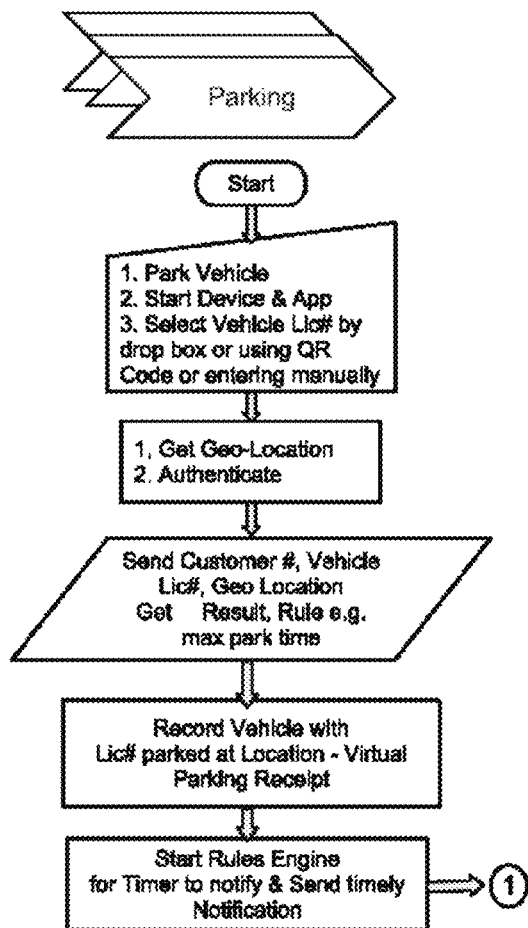 Parking
Start
1. Park Vehicle
2. Start Device & App
3. Select Vehicle Lic# by
drop box or using QR
Code or entering manually
1. Get Geo-Location
2. Authenticate
Send Customer #, Vehicle
Lic#, Geo Location
Get Result, Rule e.g.
max park time
Record Vehicle with
Lic# parked at Location - Virtual
Parking Receipt
Start Rules Engine
for Timer to notify & Send timely
Notification
1